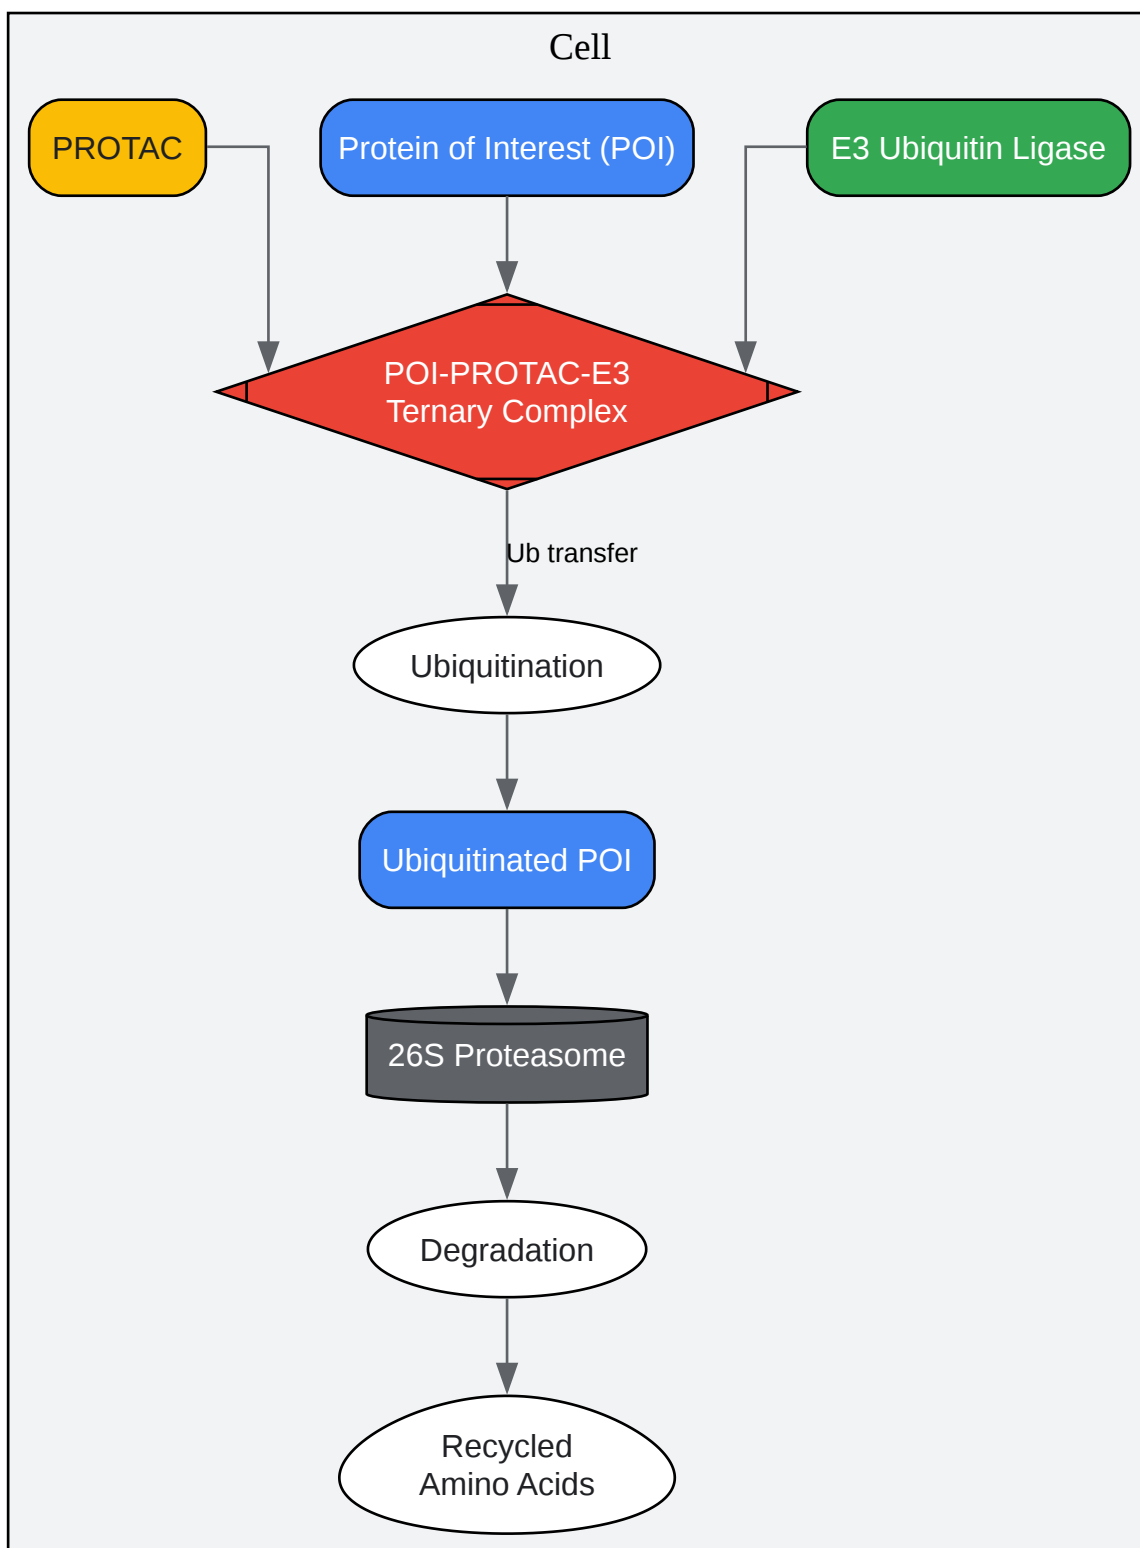 Cell
PROTAC
Protein of Interest (POI)
E3 Ubiquitin Ligase
POI-PROTAC-E3
Ternary Complex
Ub transfer
Ubiquitination
Ubiquitinated POI
26S Proteasome
Degradation
Recycled
Amino Acids